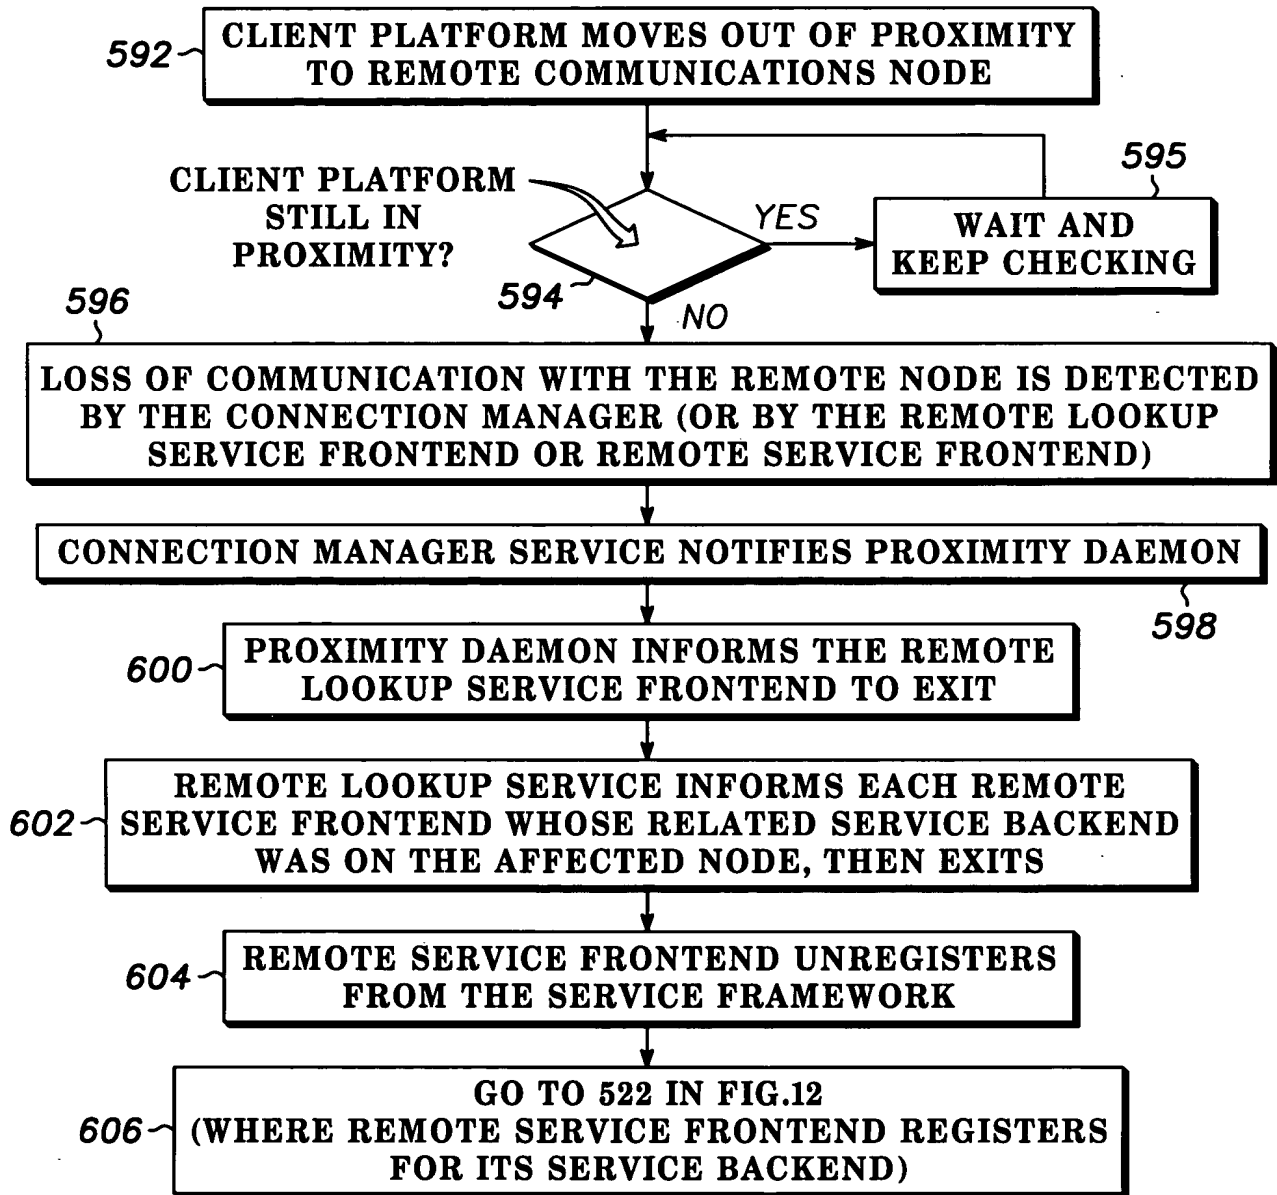 592
CLIENT PLATFORM MOVES OUT OF PROXIMITY
TO REMOTE COMMUNICATIONS NODE
CLIENT PLATFORM
STILL IN
PROXIMITY?
594
YES
595
WAIT AND
KEEP CHECKING
NO
596
LOSS OF COMMUNICATION WITH THE REMOTE NODE IS DETECTED
BY THE CONNECTION MANAGER (OR BY THE REMOTE LOOKUP
SERVICE FRONTEND OR REMOTE SERVICE FRONTEND)
CONNECTION MANAGER SERVICE NOTIFIES PROXIMITY DAEMON
598
600
PROXIMITY DAEMON INFORMS THE REMOTE
LOOKUP SERVICE FRONTEND TO EXIT
602
REMOTE LOOKUP SERVICE INFORMS EACH REMOTE
SERVICE FRONTEND WHOSE RELATED SERVICE BACKEND
WAS ON THE AFFECTED NODE, THEN EXITS
604
REMOTE SERVICE FRONTEND UNREGISTERS
FROM THE SERVICE FRAMEWORK
606
GO TO 522 IN FIG.12
(WHERE REMOTE SERVICE FRONTEND REGISTERS
FOR ITS SERVICE BACKEND)